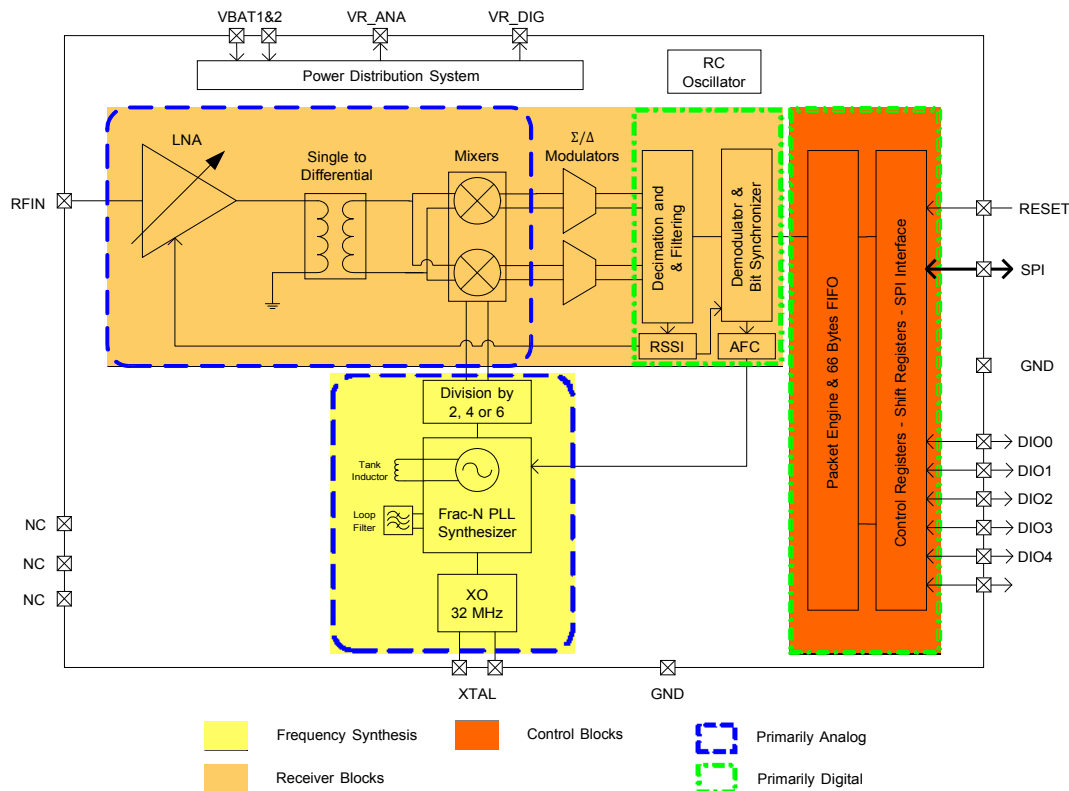 VBAT1&2
VR_ANA
VR_DIG
Power Distribution System
RC
Oscillator
LNA
Single to
Differential
Mixers
Σ/Δ
Modulators
RFIN
Decimation and
& Filtering
Demodulator &
Bit Synchronizer
RSSI
AFC
Packet Engine & 66 Bytes FIFO
Control Registers - Shift Registers - SPI Interface
RESET
SPI
GND
Division by
2, 4 or 6
Tank
Inductor
Loop
Filter
Frac-N PLL
Synthesizer
XO
32 MHz
DIO0
DIO1
DIO2
DIO3
DIO4
NC
NC
NC
XTAL
GND
Frequency Synthesis
Control Blocks
Primarily Analog
Receiver Blocks
Primarily Digital